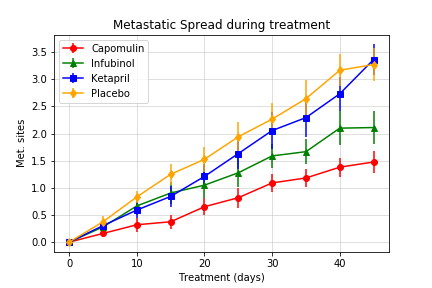 Metastatic Spread during treatment
Met. sites
3.5
3.0
2.5
2.0
1.5
1.0
0.5
0.0
Capomulin
Infubinol
Ketapril
Placebo
0 10 20 30 40
Treatment (days)